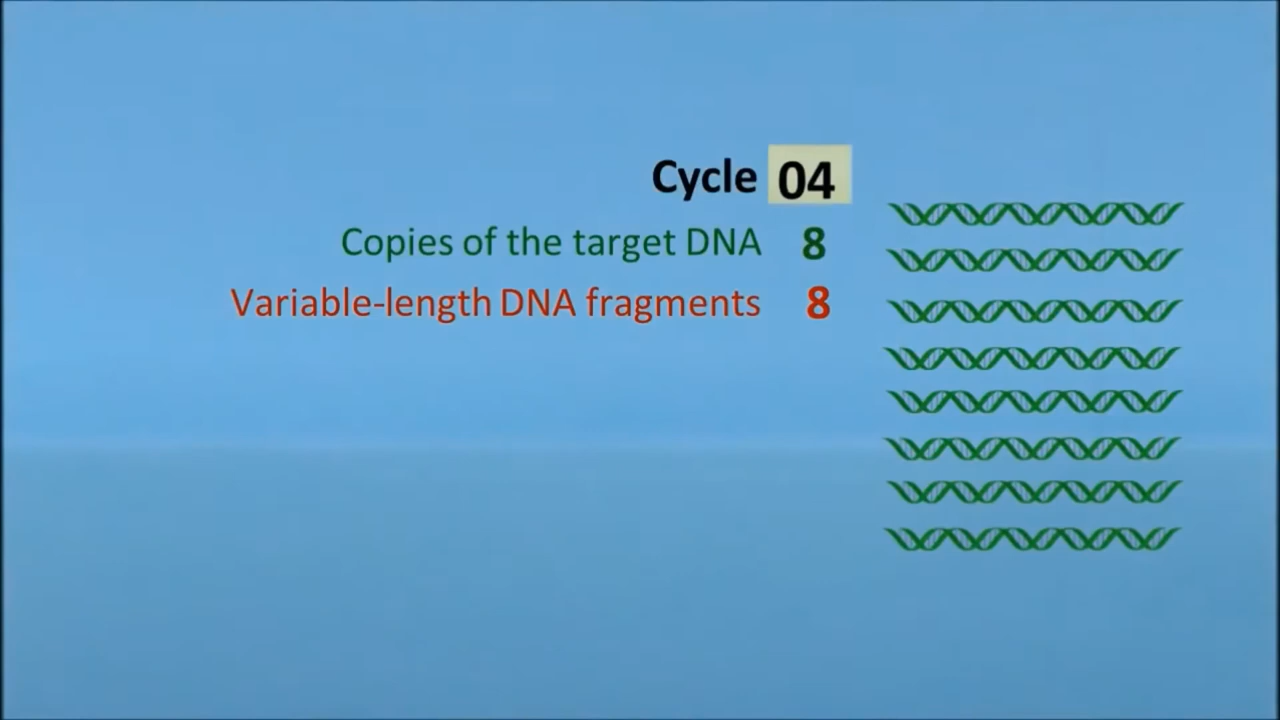 Cycle 04
Copies of the target DNA 8
Variable-length DNA fragments 8